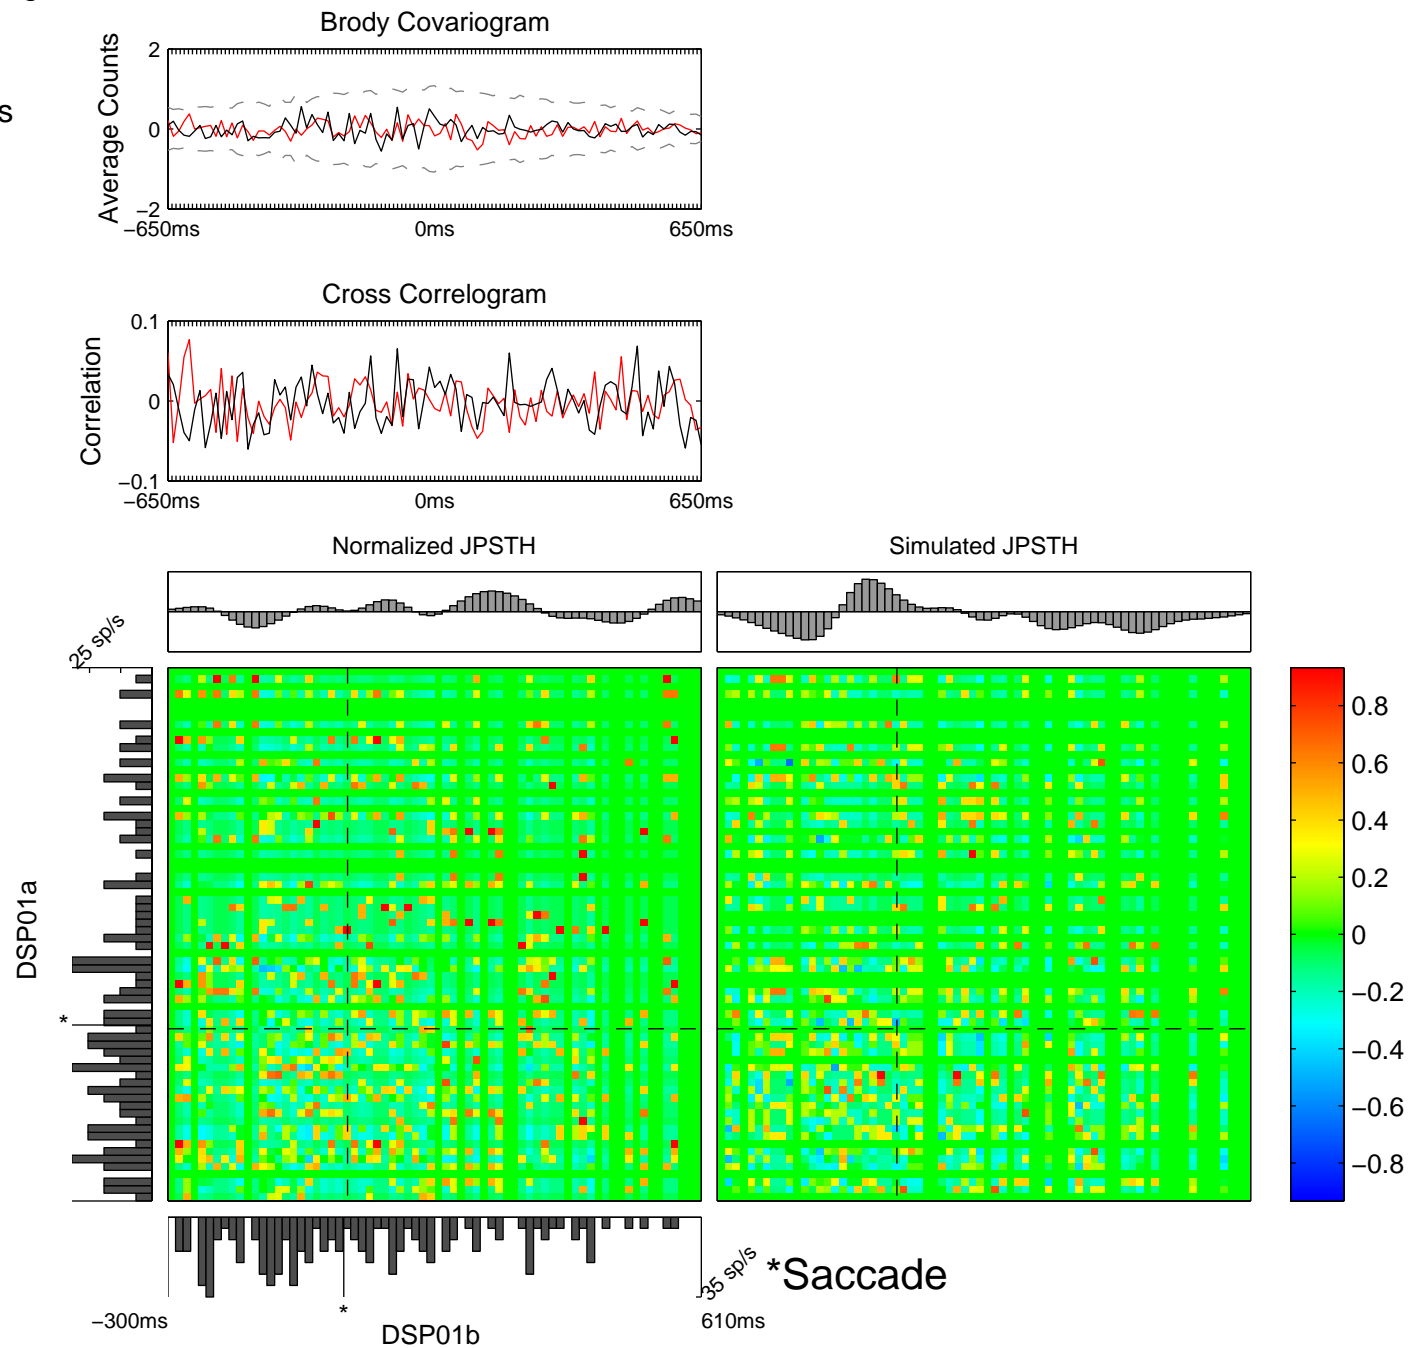 g
Brody Covariogram
s
Average Counts
2
0
−2
−650ms 0ms 650ms
Cross Correlogram
Correlation
0.1
0
−0.1
−650ms 0ms 650ms
Normalized JPSTH
Simulated JPSTH
25 sp/s
DSP01a
*
0.8
0.6
0.4
0.2
0
−0.2
−0.4
−0.6
−0.8
35 sp/s
*Saccade
*
−300ms
DSP01b
610ms